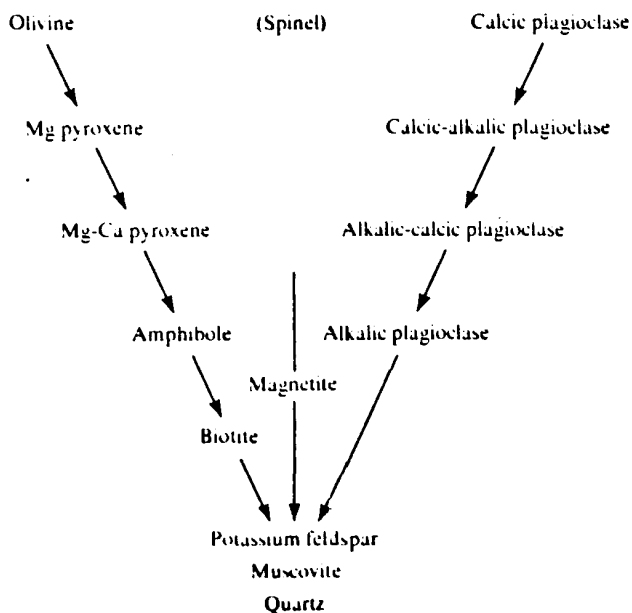 Olivine (Spinel) Calcic plagioclase
Mg pyroxene Calcic-alkalic plagioclase
Mg-Ca pyroxene Alkalic-calcic plagioclase
Amphibole Alkalic plagioclase
Magnetite
Biotite
Potassium feldspar
Muscovite
Quartz